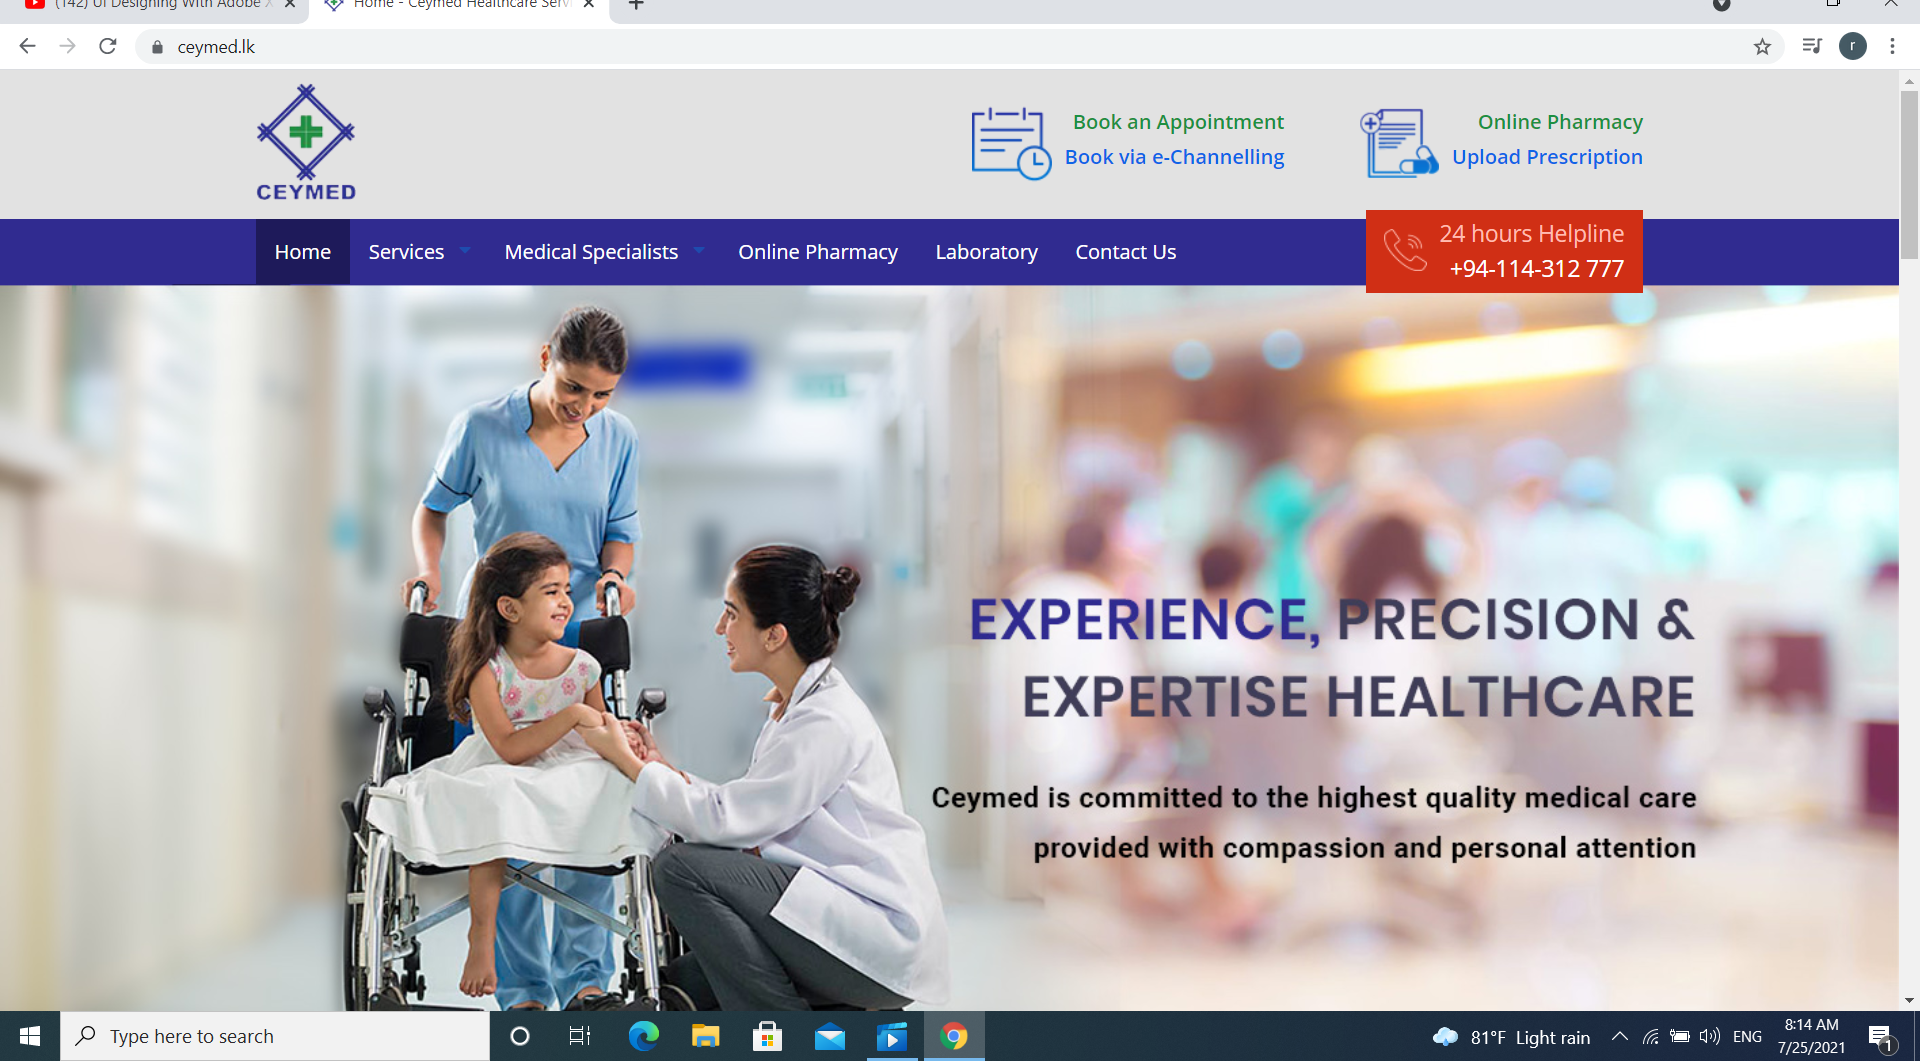 (142) UI Designing With Adobe X
Home - Ceymed Healthcare Servi
ceymed.lk
r
CEYMED
Book an Appointment
Book via e-Channelling
Online Pharmacy
Upload Prescription
Home Services Medical Specialists Online Pharmacy Laboratory Contact Us
24 hours Helpline
+94-114-312 777
EXPERIENCE, PRECISION &
EXPERTISE HEALTHCARE
Ceymed is committed to the highest quality medical care
provided with compassion and personal attention
Type here to search
81°F Light rain
ENG
8:14 AM
7/25/2021
1